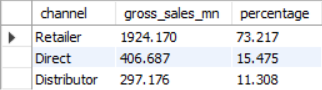 channel gross_sales_mn percentage
Retailer 1924.170 73.217
Direct 406.687 15.475
Distributor 297.176 11.308